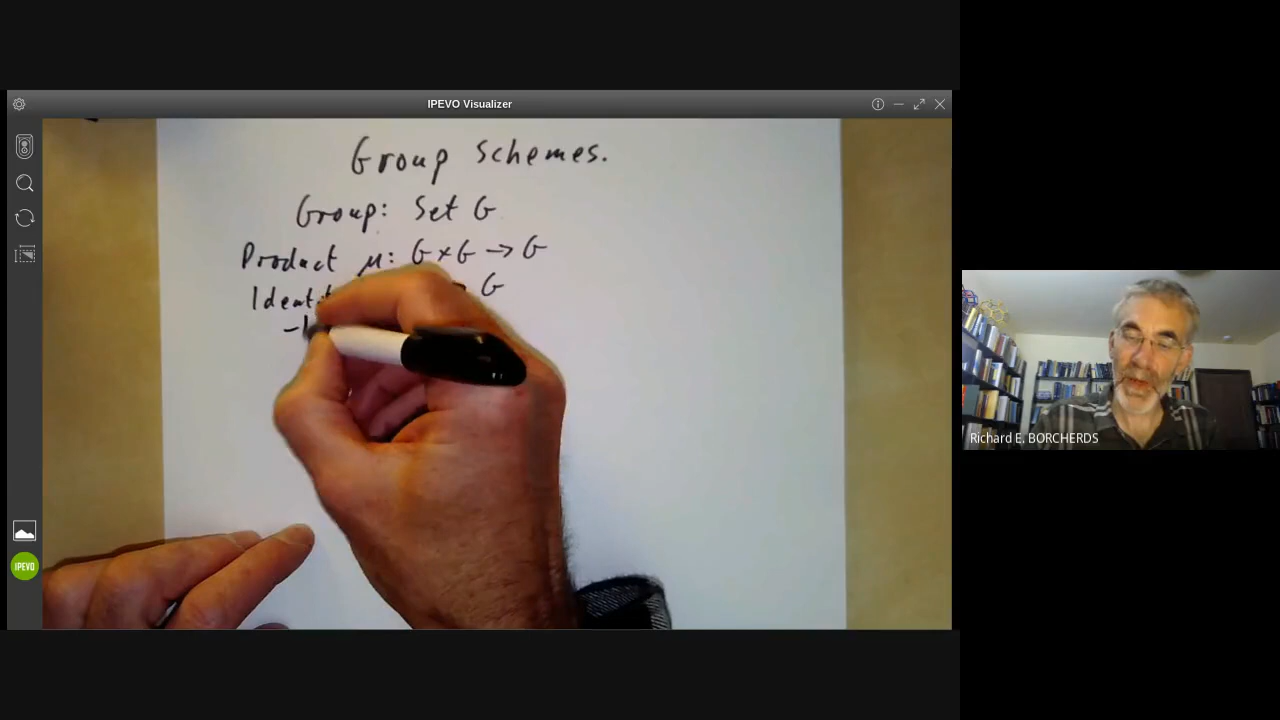 IPEVO Visualizer
Group Schemes.
Group: Set G
Product μ: G × G → G
G
IPEVO
Richard E. BORCHERDS